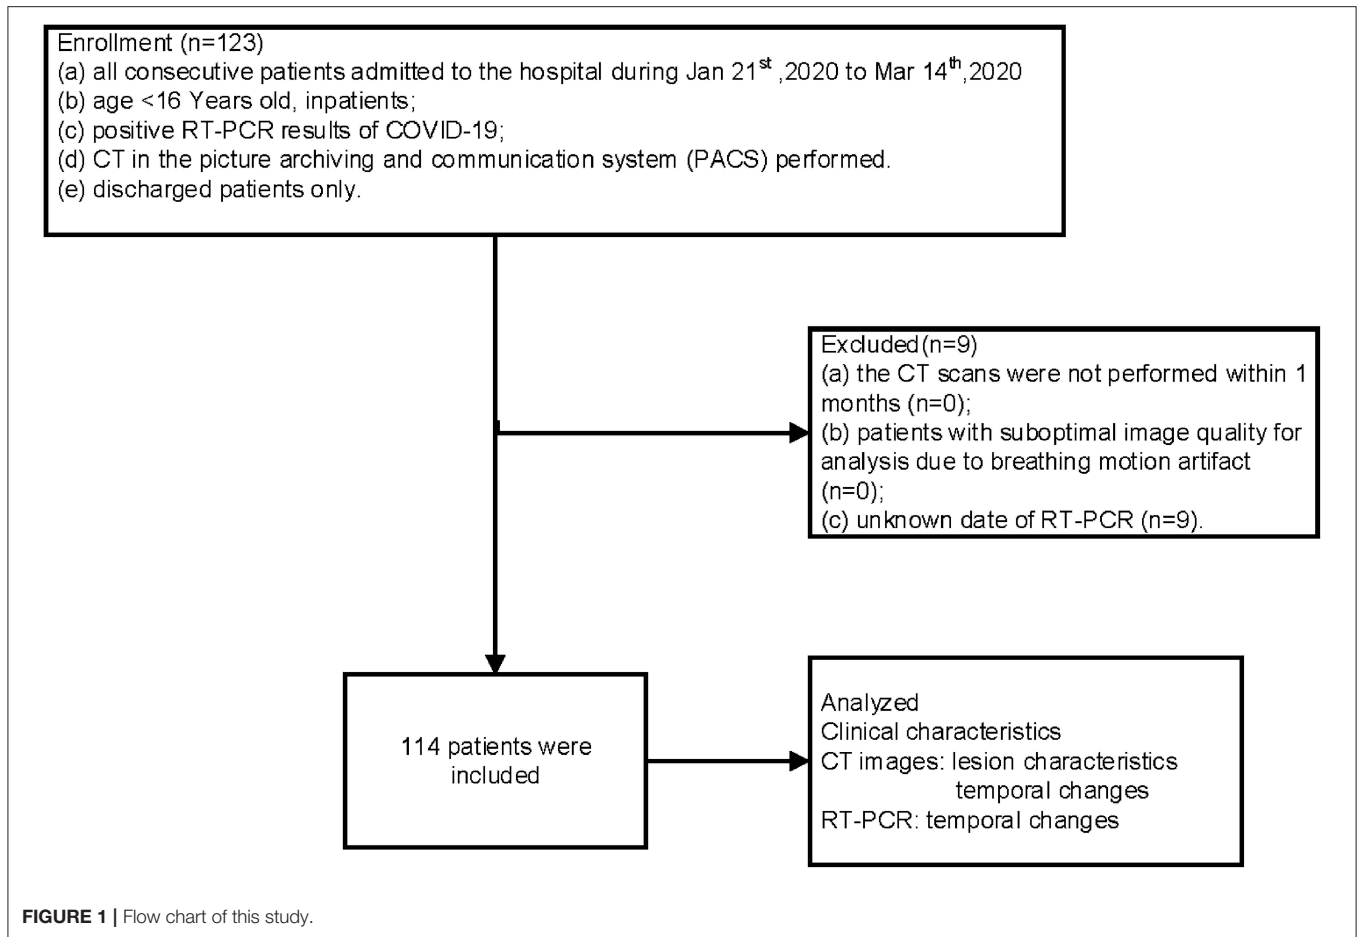 Enrollment (n=123)
(a) all consecutive patients admitted to the hospital during Jan 21st ,2020 to Mar 14th,2020
(b) age <16 Years old, inpatients;
(c) positive RT-PCR results of COVID-19;
(d) CT in the picture archiving and communication system (PACS) performed.
(e) discharged patients only.
Excluded(n=9)
(a) the CT scans were not performed within 1
months (n=0);
(b) patients with suboptimal image quality for
analysis due to breathing motion artifact
(n=0);
(c) unknown date of RT-PCR (n=9).
114 patients were
included
Analyzed
Clinical characteristics
CT images: lesion characteristics
temporal changes
RT-PCR: temporal changes
FIGURE 1 | Flow chart of this study.